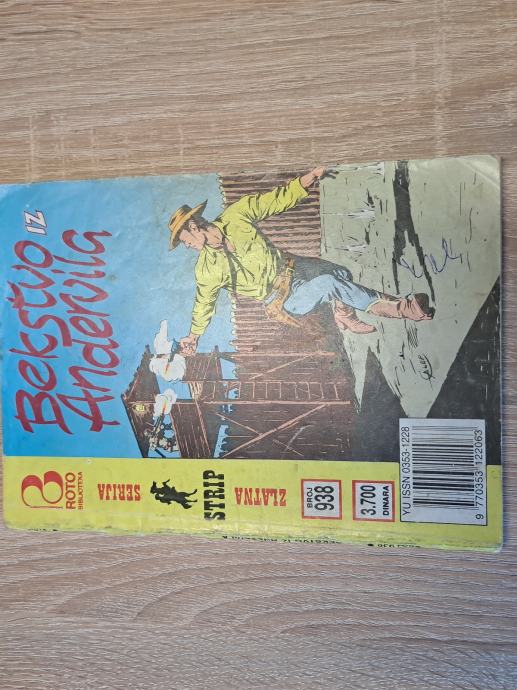 Bekstvo
iz
Andervila
ROTO
BIBLIOTEKA
ZLATNA
SERIJA
STRIP
BROJ
938
3.700
DINARA
YU ISSN 0353-1228
9 770353 122063